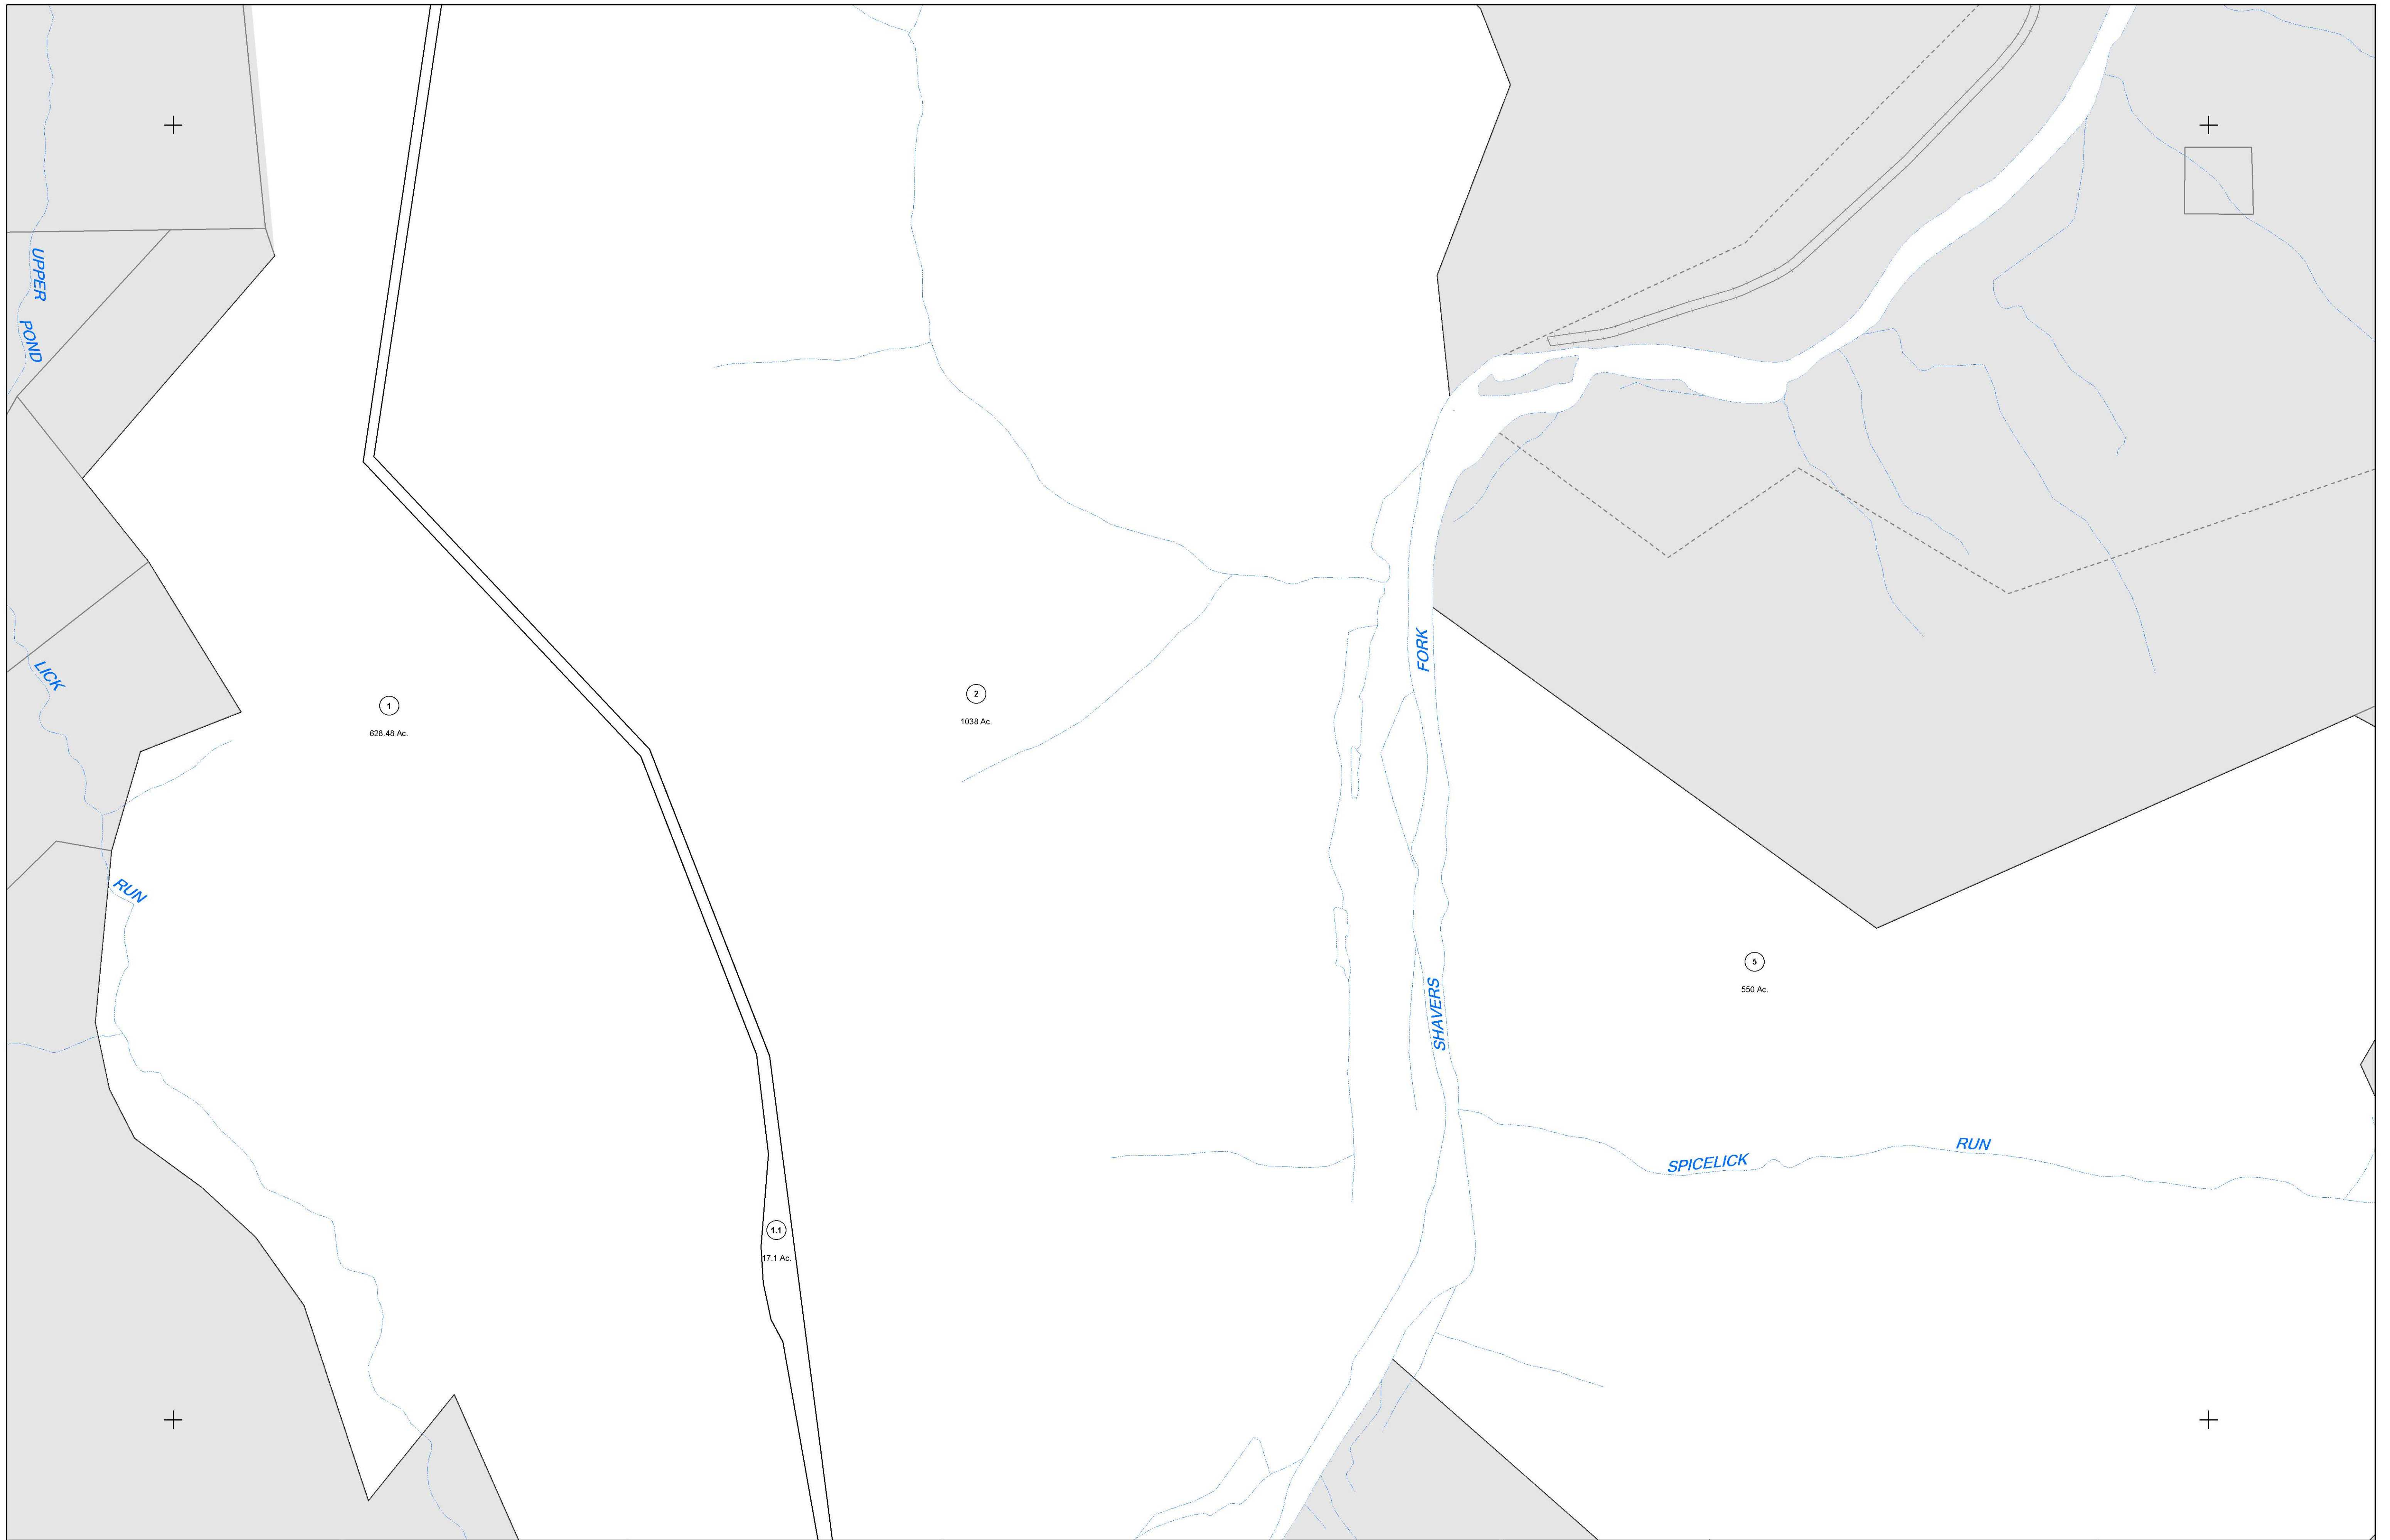 UPPER
POND
LICK
RUN
1
628.48 Ac.
2
1038 Ac.
FORK
SHAVERS
5
550 Ac.
SPICELICK
RUN
1.1
17.1 Ac.